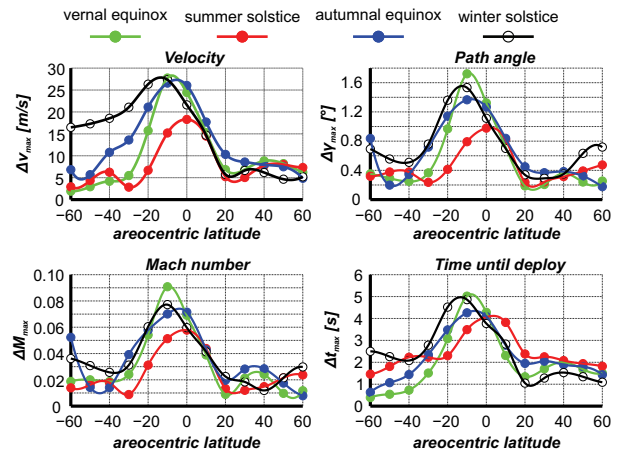 vernal equinox summer solstice autumnal equinox winter solstice
Velocity
Δv_max [m/s]
30
25
20
15
10
5
0
−60 −40 −20 0 20 40 60
areocentric latitude
Path angle
Δγ_max [º]
1.6
1.2
0.8
0.4
0
−60 −40 −20 0 20 40 60
areocentric latitude
Mach number
ΔM_max
0.10
0.08
0.06
0.04
0.02
0
−60 −40 −20 0 20 40 60
areocentric latitude
Time until deploy
Δt_max [s]
6
5
4
3
2
1
0
−60 −40 −20 0 20 40 60
areocentric latitude